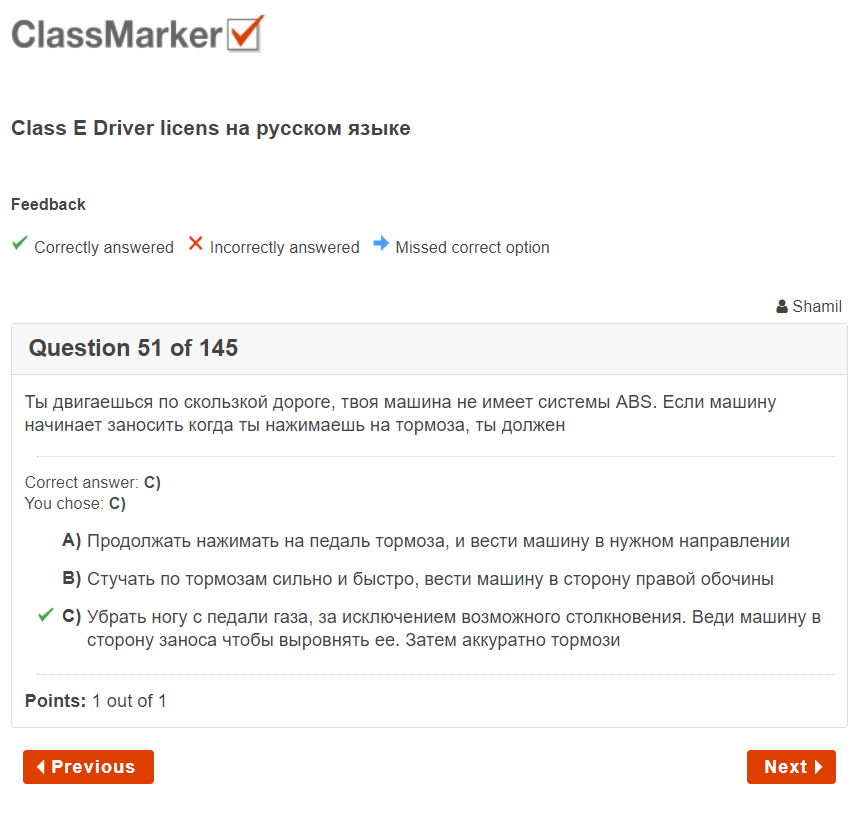 ClassMarker
Class E Driver licens на русском языке
Feedback
Correctly answered Incorrectly answered Missed correct option
Shamil
Question 51 of 145
Ты двигаешься по скользкой дороге, твоя машина не имеет системы ABS. Если машину
начинает заносить когда ты нажимаешь на тормоза, ты должен
Correct answer: C)
You chose: C)
A) Продолжать нажимать на педаль тормоза, и вести машину в нужном направлении
B) Стучать по тормозам сильно и быстро, вести машину в сторону правой обочины
C) Убрать ногу с педали газа, за исключением возможного столкновения. Веди машину в
сторону заноса чтобы выровнять ее. Затем аккуратно тормози
Points: 1 out of 1
Previous Next